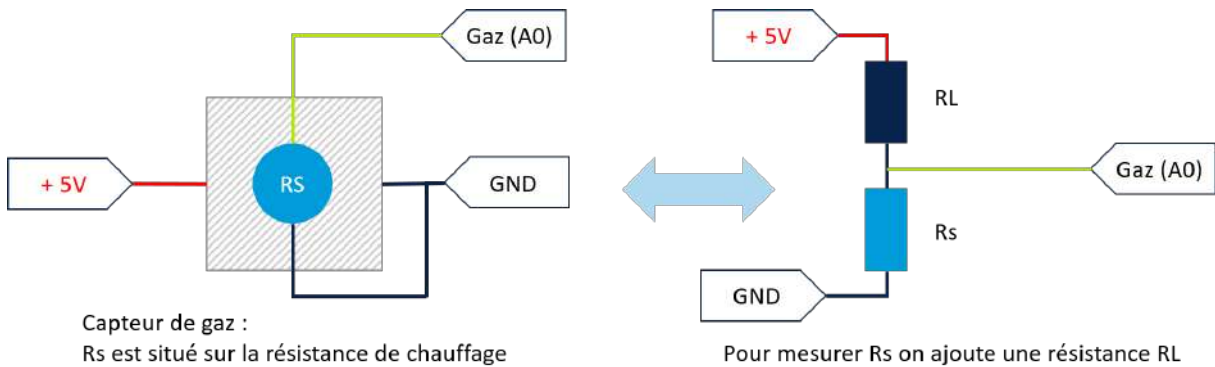 Gaz (A0)
+ 5V
RS
GND
Capteur de gaz :
Rs est situé sur la résistance de chauffage
+ 5V
RL
Gaz (A0)
Rs
GND
Pour mesurer Rs on ajoute une résistance RL